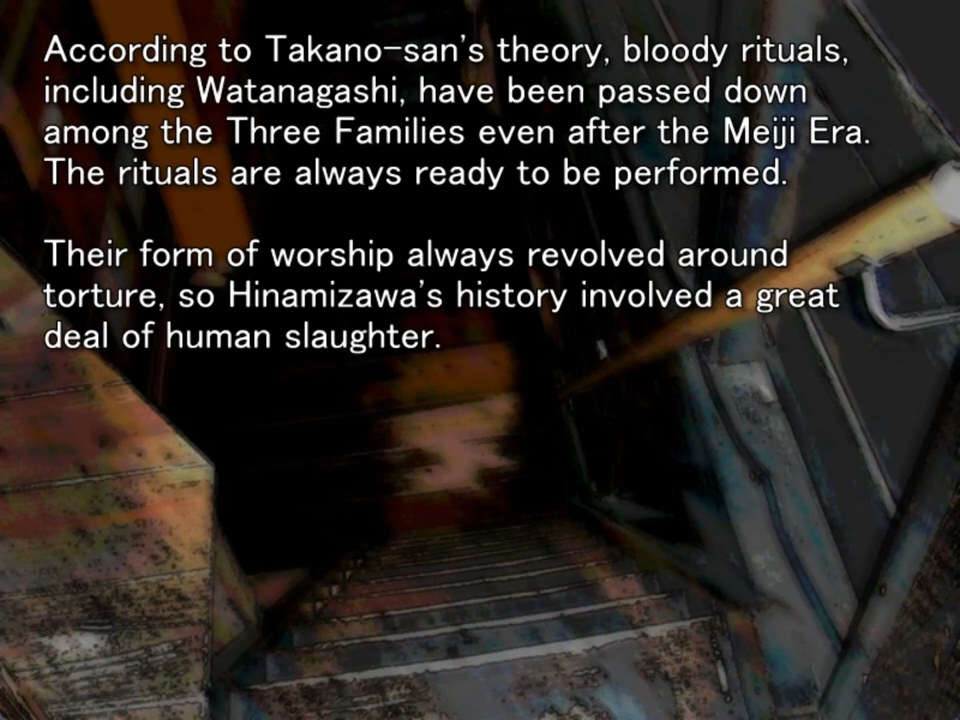 According to Takano-san's theory, bloody rituals,
including Watanagashi, have been passed down
among the Three Families even after the Meiji Era.
The rituals are always ready to be performed.
Their form of worship always revolved around
torture, so Hinamizawa's history involved a great
deal of human slaughter.